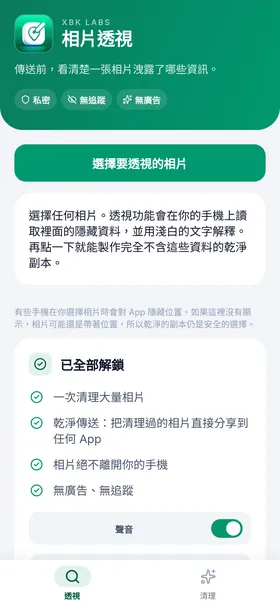 XBK LABS
相片透視
傳送前，看清楚一張相片洩露了哪些資訊。
私密
無追蹤
無廣告
選擇要透視的相片
選擇任何相片。透視功能會在你的手機上讀
取裡面的隱藏資料，並用淺白的文字解釋。
再點一下就能製作完全不含這些資料的乾淨
副本。
有些手機在你選擇相片時會對 App 隱藏位置。如果這裡沒有顯
示，相片可能還是帶著位置，所以乾淨的副本仍是安全的選擇。
已全部解鎖
一次清理大量相片
乾淨傳送：把清理過的相片直接分享到
任何 App
相片絕不離開你的手機
無廣告、無追蹤
聲音
透視
清理